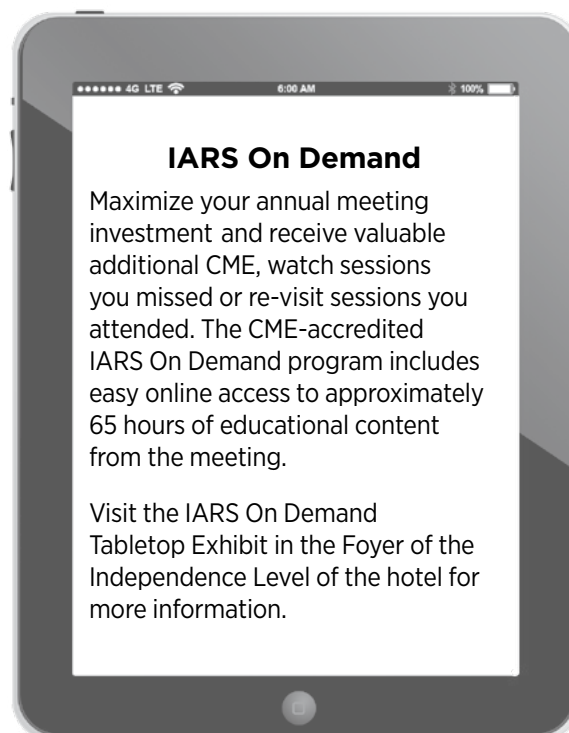 4G LTE 6:00 AM 100%
IARS On Demand
Maximize your annual meeting
investment and receive valuable
additional CME, watch sessions
you missed or re-visit sessions you
attended. The CME-accredited
IARS On Demand program includes
easy online access to approximately
65 hours of educational content
from the meeting.
Visit the IARS On Demand
Tabletop Exhibit in the Foyer of the
Independence Level of the hotel for
more information.